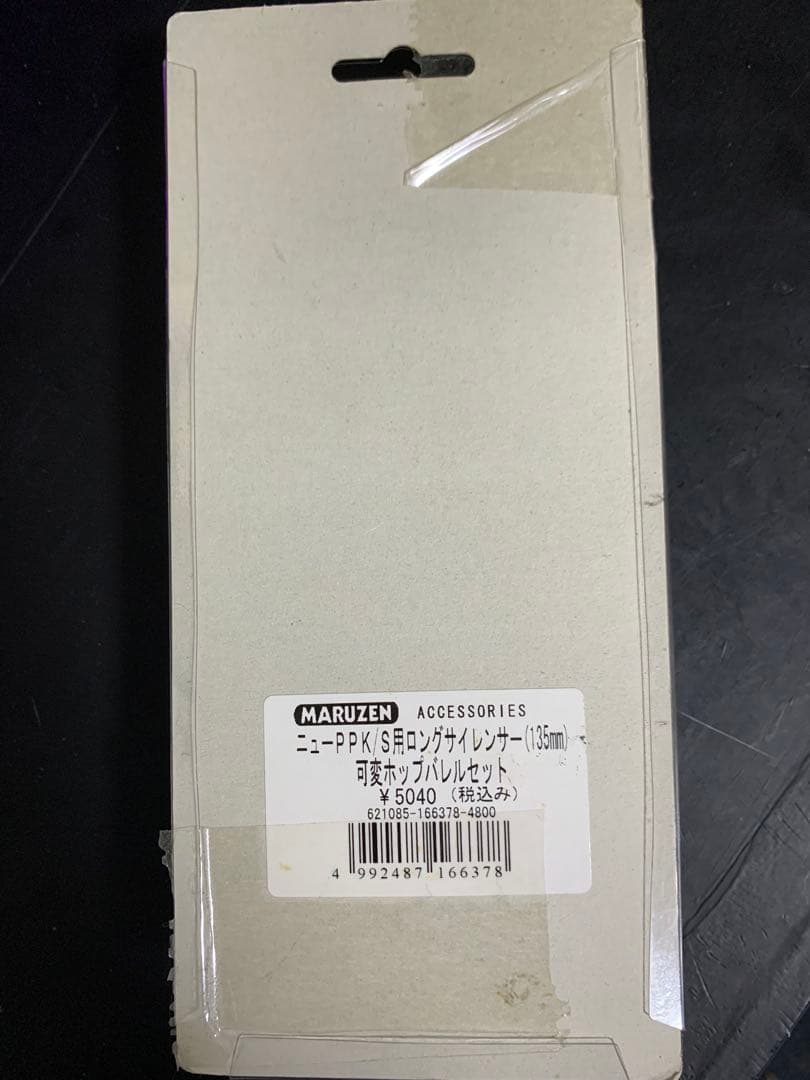 MARUZEN ACCESSORIES
ニューPPK/S用ロングサイレンサー(135mm)
可変ホップバレルセット
￥5040 (税込み)
621085-166378-4800
4 992487 166378